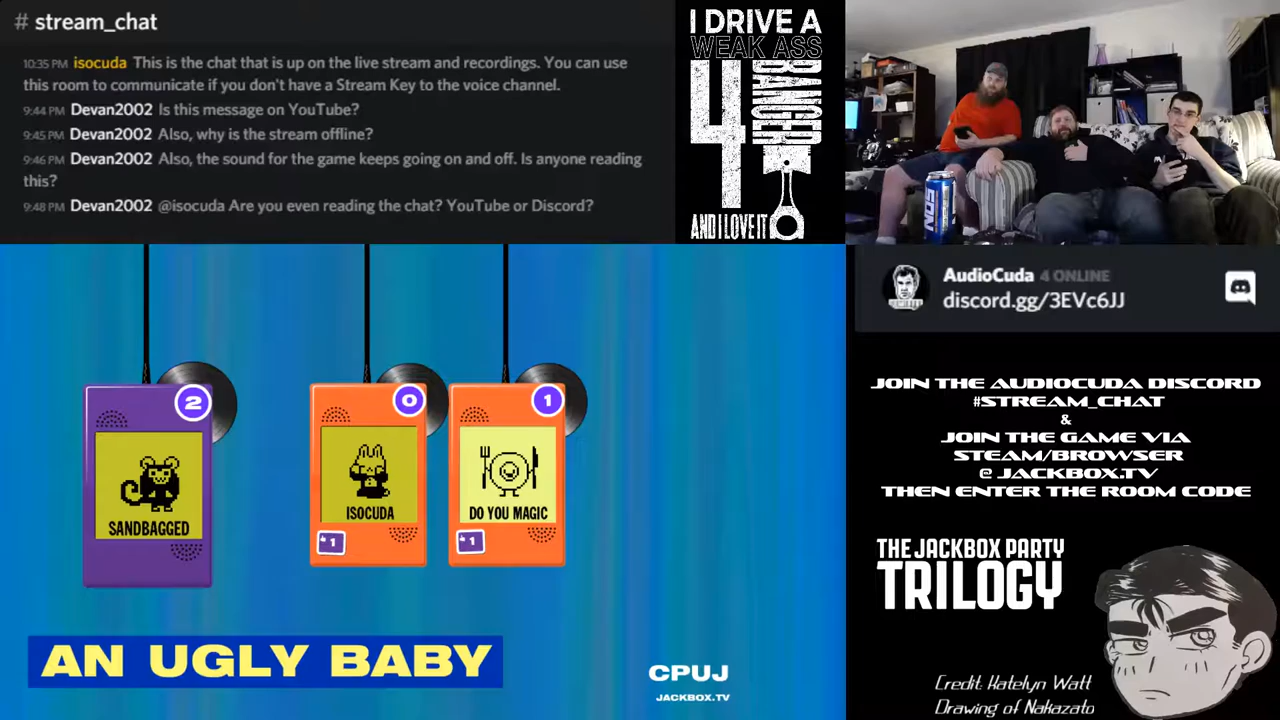 # stream_chat
10:35 PM isocuda This is the chat that is up on the live stream and recordings. You can use
this room to communicate if you don't have a Stream Key to the voice channel.
9:44 PM Devan2002 Is this message on YouTube?
9:45 PM Devan2002 Also, why is the stream offline?
9:46 PM Devan2002 Also, the sound for the game keeps going on and off. Is anyone reading
this?
9:48 PM Devan2002 @isocuda Are you even reading the chat? YouTube or Discord?
I DRIVE A
WEAK ASS
4
BANGER
BANGER
AND I LOVE IT
NOS
AudioCuda 4 ONLINE
discord.gg/3EVc6JJ
JOIN THE AUDIOCUDA DISCORD
#STREAM_CHAT
&
JOIN THE GAME VIA
STEAM/BROWSER
@ JACKBOX.TV
THEN ENTER THE ROOM CODE
THE JACKBOX PARTY
TRILOGY
Credit: Katelyn Watt
Drawing of Nakazato
2
SANDBAGGED
0
ISOCUDA
1
1
DO YOU MAGIC
1
AN UGLY BABY
CPUJ
JACKBOX.TV